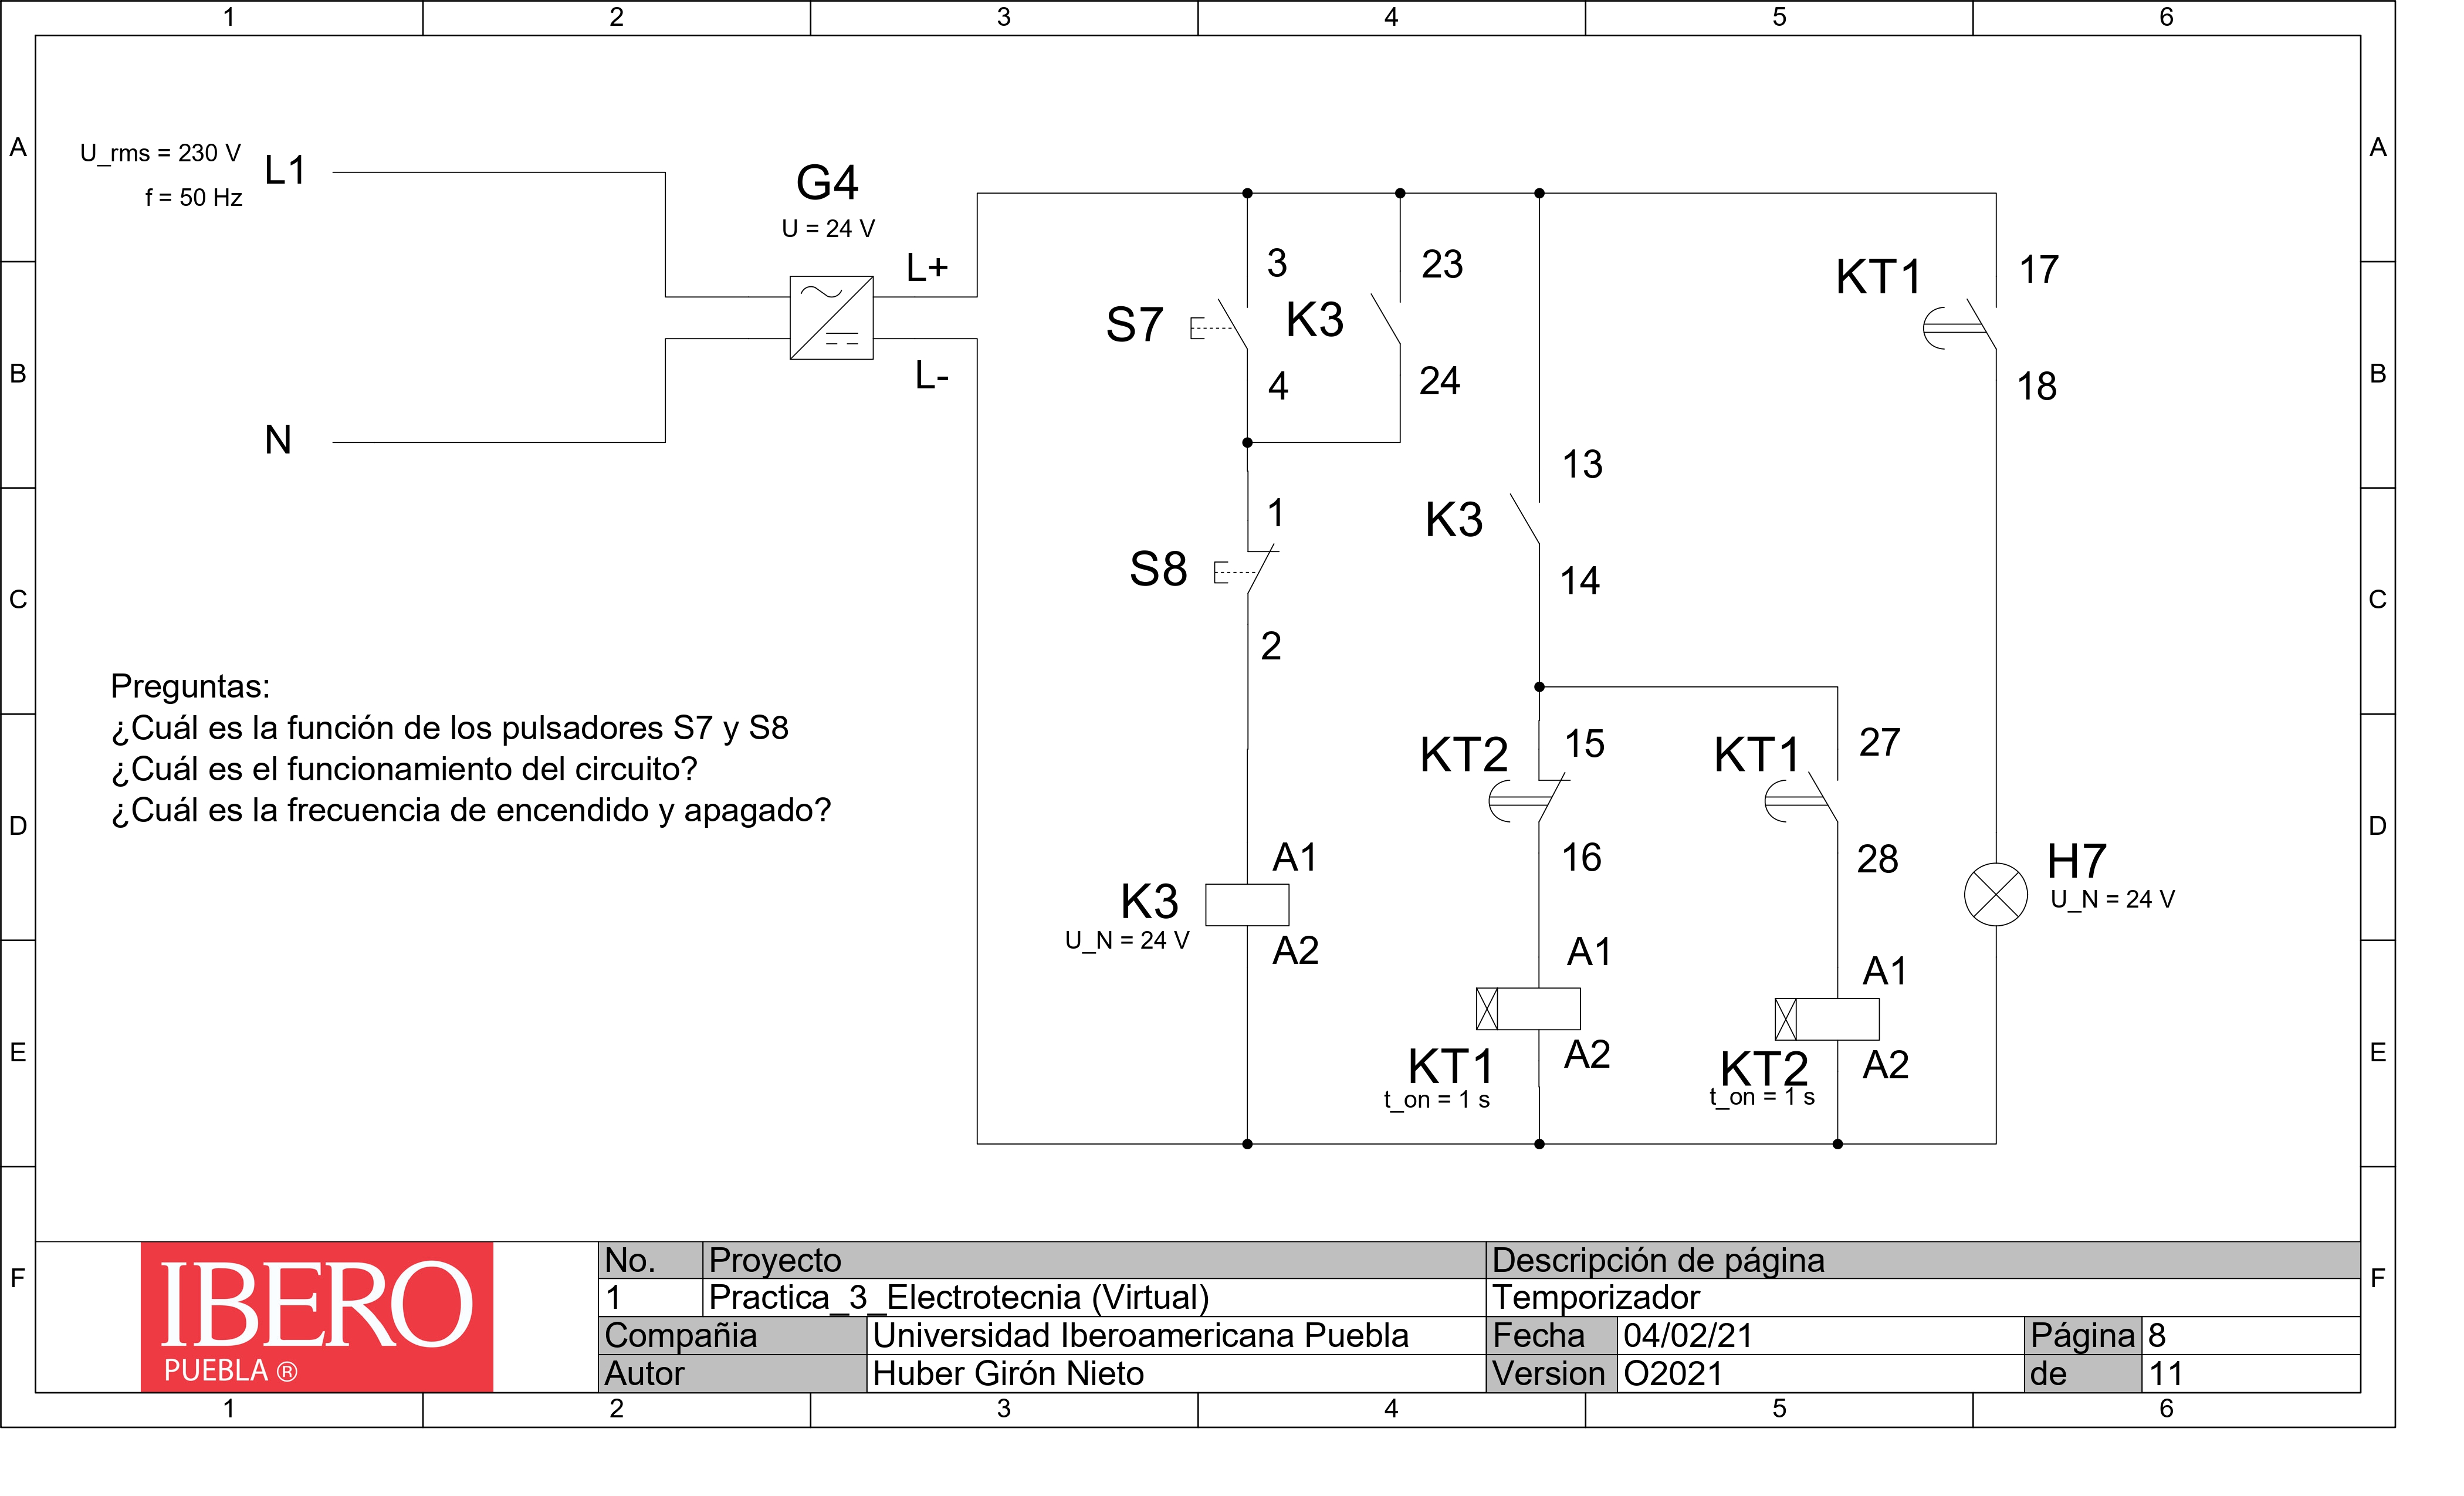 1 2 3 4 5 6
A A
U_rms = 230 V L1
f = 50 Hz
G4
U = 24 V
L+
3 23 KT1 17
S7 K3
L-
4 24 18
B B
N
13
1 K3
S8 14
C C
2
Preguntas:
¿Cuál es la función de los pulsadores S7 y S8
¿Cuál es el funcionamiento del circuito?
¿Cuál es la frecuencia de encendido y apagado?
KT2 15 KT1 27
D D
A1 16 28 H7
U_N = 24 V
K3
U_N = 24 V A2 A1 A1
E E
KT1 A2 KT2 A2
t_on = 1 s t_on = 1 s
F F
IBERO
PUEBLA ®
No. Proyecto Descripción de página
1 Practica_3_Electrotecnia (Virtual) Temporizador
Compañia Universidad Iberoamericana Puebla Fecha 04/02/21 Página 8
Autor Huber Girón Nieto Version O2021 de 11
1 2 3 4 5 6